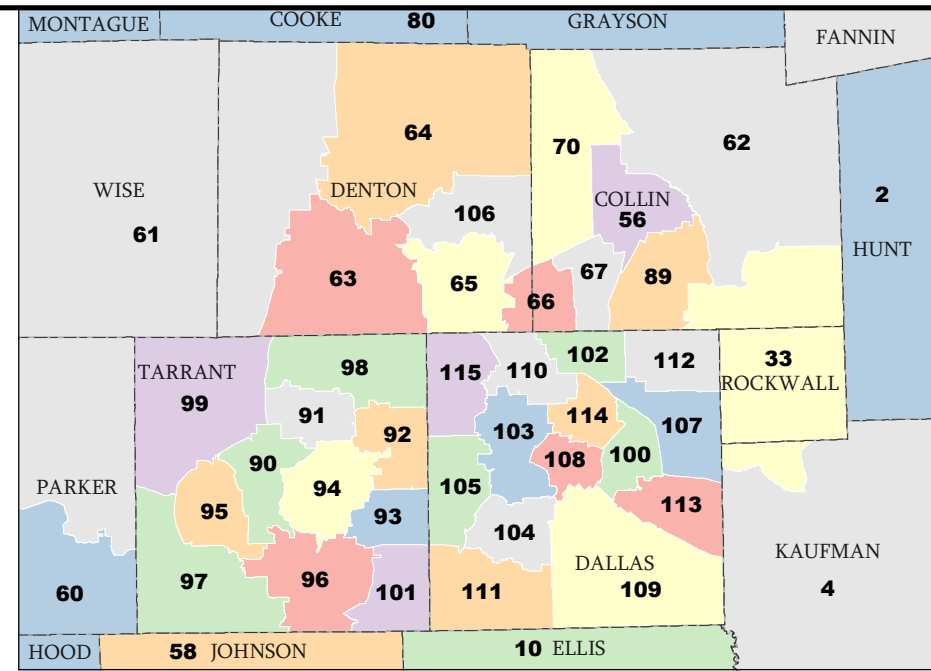 MONTAGUE
COOKE 80
GRAYSON
FANNIN
64
70
62
WISE
61
DENTON
106
COLLIN
56
2
HUNT
63
65
66
67
89
TARRANT
99
98
91
92
115
110
102
112
33
ROCKWALL
103
114
107
90
94
108
100
PARKER
95
93
105
104
113
KAUFMAN
4
60
97
96
101
111
DALLAS
109
HOOD
58 JOHNSON
10 ELLIS